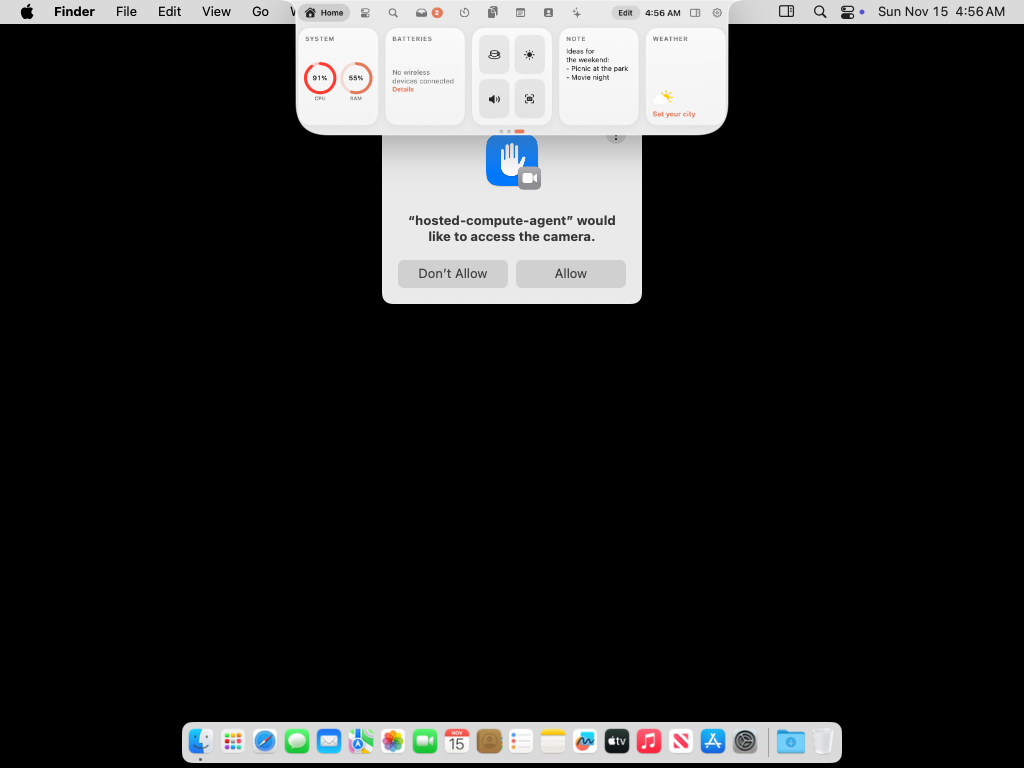 Finder File Edit View Go
Home 2 Edit 4:56 AM
Sun Nov 15 4:56 AM
SYSTEM
91% 55%
CPU RAM
BATTERIES
No wireless
devices connected
Details
NOTE
Ideas for
the weekend:
- Picnic at the park
- Movie night
WEATHER
Set your city
“hosted-compute-agent” would
like to access the camera.
Don’t Allow Allow
NOV
15
tv